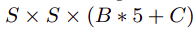 S × S × (B * 5 + C)